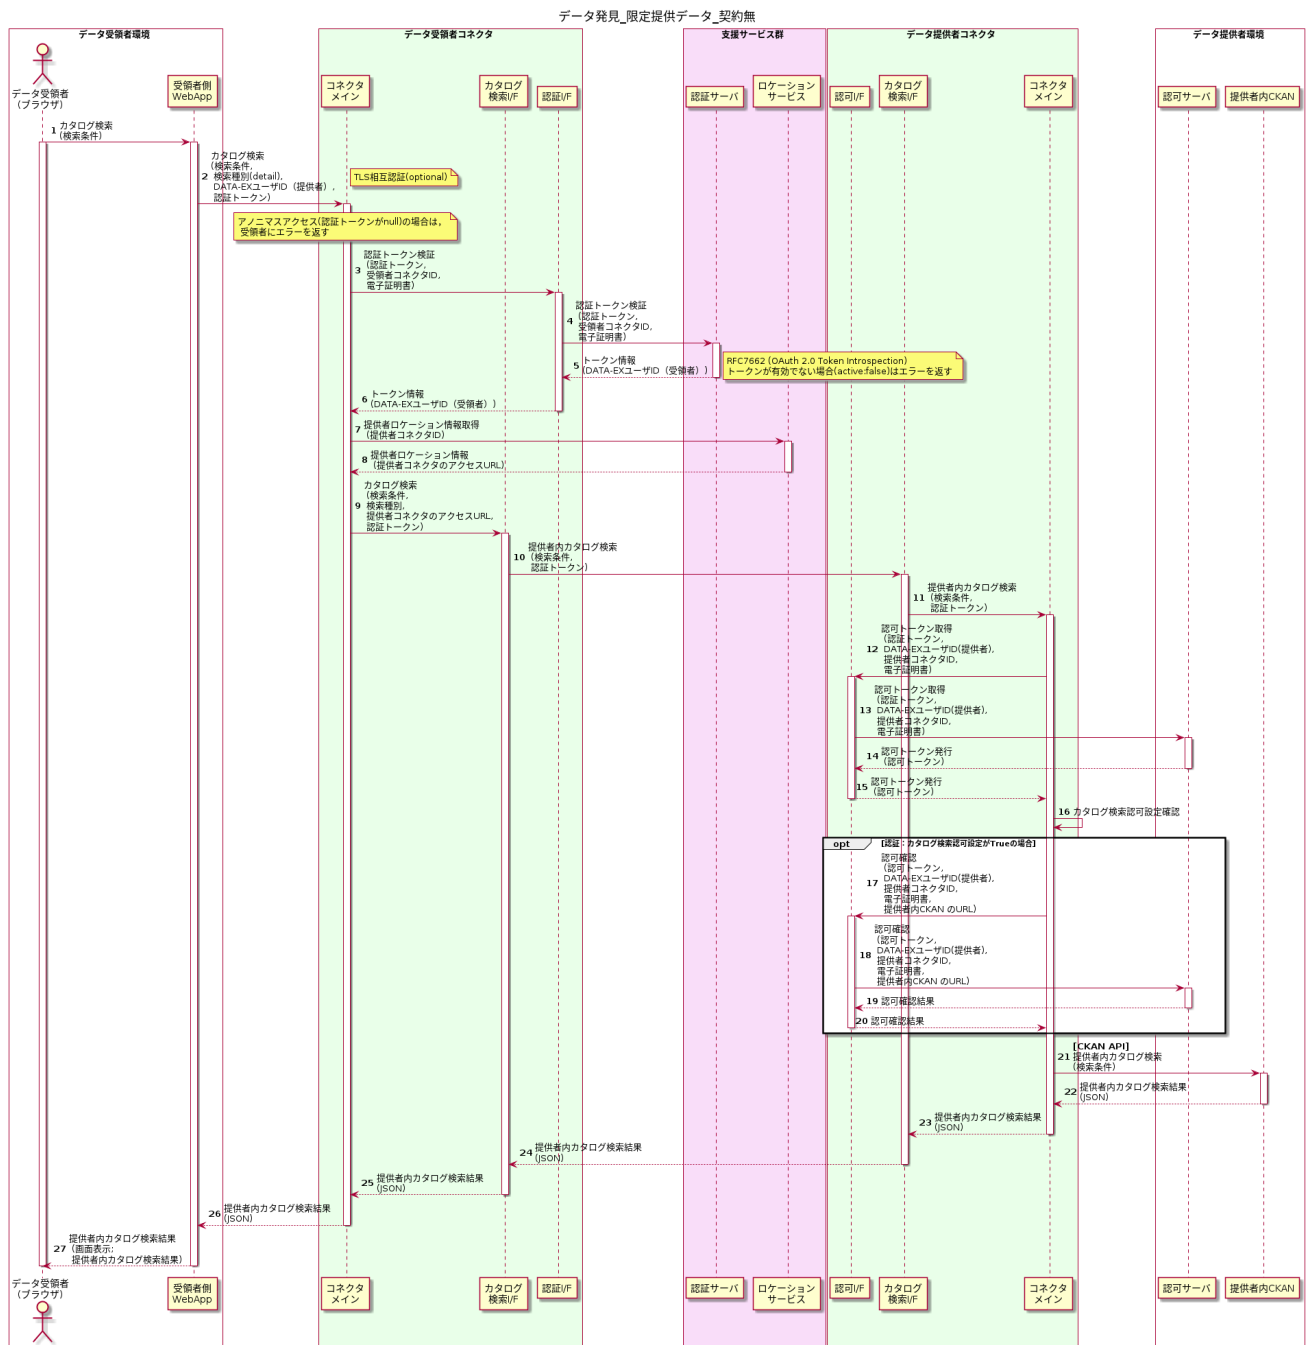 データ発見_限定提供データ_契約無
データ受領者環境
データ受領者コネクタ
支援サービス群
データ提供者コネクタ
データ提供者環境
データ受領者
（ブラウザ）
受領者側
WebApp
コネクタ
メイン
カタログ
検索I/F
認証I/F
認証サーバ
ロケーション
サービス
認可I/F
カタログ
検索I/F
コネクタ
メイン
認可サーバ
提供者内CKAN
1 カタログ検索
(検索条件)
2 カタログ検索
(検索条件,
検索種別(detail),
DATA-EXユーザID（提供者）,
認証トークン)
TLS相互認証(optional)
アノニマスアクセス(認証トークンがnull)の場合は,
受領者にエラーを返す
3 認証トークン検証
(認証トークン,
受領者コネクタID,
電子証明書)
4 認証トークン検証
(認証トークン,
受領者コネクタID,
電子証明書)
RFC7662 (OAuth 2.0 Token Introspection)
トークンが有効でない場合(active:false)はエラーを返す
5 トークン情報
(DATA-EXユーザID（受領者）)
6 トークン情報
(DATA-EXユーザID（受領者）)
7 提供者ロケーション情報取得
(提供者コネクタID)
8 提供者ロケーション情報
(提供者コネクタのアクセスURL)
9 カタログ検索
(検索条件,
検索種別,
提供者コネクタのアクセスURL,
認証トークン)
10 提供者内カタログ検索
(検索条件,
認証トークン)
11 提供者内カタログ検索
(検索条件,
認証トークン)
12 認可トークン取得
(認証トークン,
DATA-EXユーザID(提供者),
提供者コネクタID,
電子証明書)
13 認可トークン取得
(認証トークン,
DATA-EXユーザID(提供者),
提供者コネクタID,
電子証明書)
14 認可トークン発行
(認可トークン)
15 認可トークン発行
(認可トークン)
16 カタログ検索認可設定確認
opt [認証：カタログ検索認可設定がTrueの場合]
17 認可確認
(認可トークン,
DATA-EXユーザID(提供者),
提供者コネクタID,
電子証明書,
提供者内CKAN のURL)
18 認可確認
(認可トークン,
DATA-EXユーザID(提供者),
提供者コネクタID,
電子証明書,
提供者内CKAN のURL)
19 認可確認結果
20 認可確認結果
[CKAN API]
21 提供者内カタログ検索
(検索条件)
22 提供者内カタログ検索結果
(JSON)
23 提供者内カタログ検索結果
(JSON)
24 提供者内カタログ検索結果
(JSON)
25 提供者内カタログ検索結果
(JSON)
26 提供者内カタログ検索結果
(JSON)
27 提供者内カタログ検索結果
(画面表示;
提供者内カタログ検索結果)
データ受領者
（ブラウザ）
受領者側
WebApp
コネクタ
メイン
カタログ
検索I/F
認証I/F
認証サーバ
ロケーション
サービス
認可I/F
カタログ
検索I/F
コネクタ
メイン
認可サーバ
提供者内CKAN